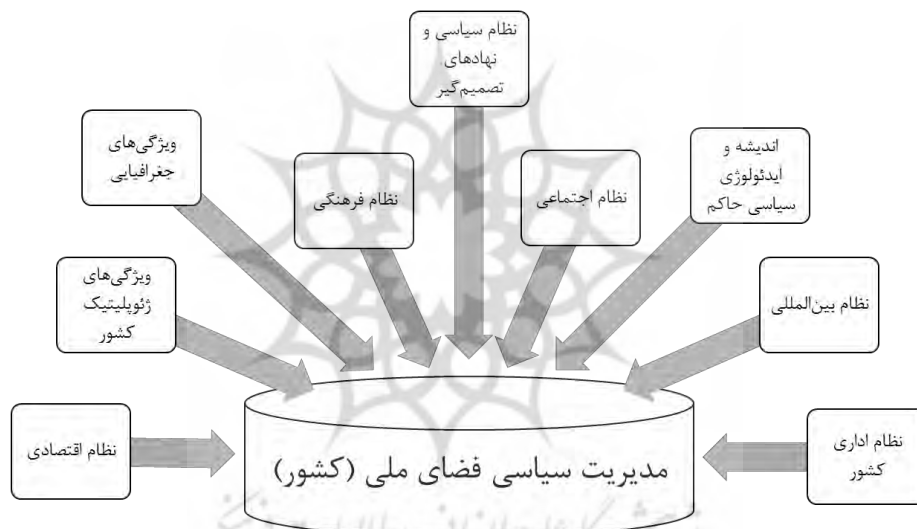 نظام سیاسی و
نهادهای
تصمیم‌گیر
اندیشه و
ایدئولوژی
سیاسی حاکم
ویژگی‌های
جغرافیایی
نظام اجتماعی
نظام فرهنگی
نظام بین‌المللی
ویژگی‌های
ژئوپلیتیک
کشور
نظام اداری
کشور
نظام اقتصادی
مدیریت سیاسی فضای ملی (کشور)